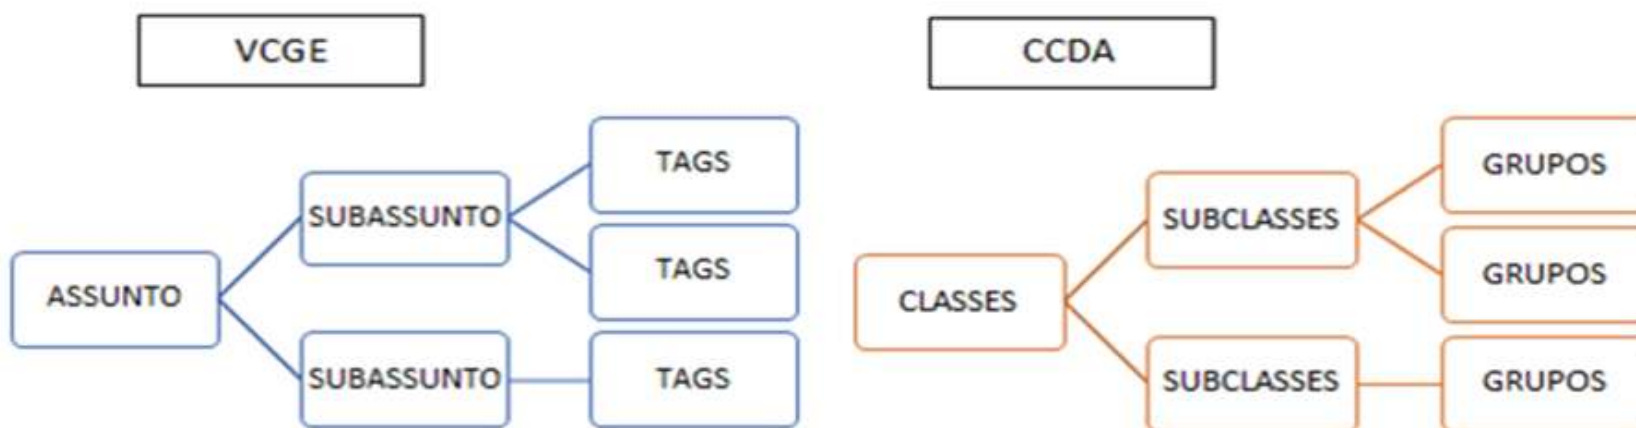 VCGE
ASSUNTO
SUBASSUNTO
TAGS
TAGS
SUBASSUNTO
TAGS
CCDA
CLASSES
SUBCLASSES
GRUPOS
GRUPOS
SUBCLASSES
GRUPOS